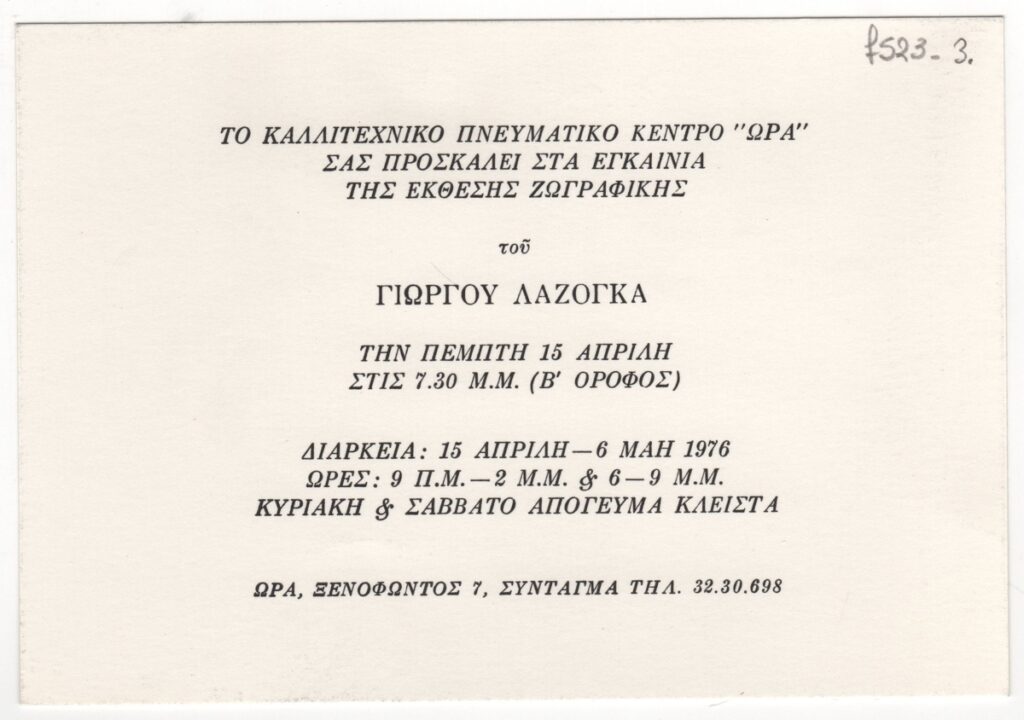 f523-3.
ΤΟ ΚΑΛΛΙΤΕΧΝΙΚΟ ΠΝΕΥΜΑΤΙΚΟ ΚΕΝΤΡΟ "ΩΡΑ"
ΣΑΣ ΠΡΟΣΚΑΛΕΙ ΣΤΑ ΕΓΚΑΙΝΙΑ
ΤΗΣ ΕΚΘΕΣΗΣ ΖΩΓΡΑΦΙΚΗΣ
τοῦ
ΓΙΩΡΓΟΥ ΛΑΖΟΓΚΑ
ΤΗΝ ΠΕΜΠΤΗ 15 ΑΠΡΙΛΗ
ΣΤΙΣ 7.30 Μ.Μ. (Β' ΟΡΟΦΟΣ)
ΔΙΑΡΚΕΙΑ: 15 ΑΠΡΙΛΗ—6 ΜΑΗ 1976
ΩΡΕΣ: 9 Π.Μ.—2 Μ.Μ. & 6—9 Μ.Μ.
ΚΥΡΙΑΚΗ & ΣΑΒΒΑΤΟ ΑΠΟΓΕΥΜΑ ΚΛΕΙΣΤΑ
ΩΡΑ, ΞΕΝΟΦΩΝΤΟΣ 7, ΣΥΝΤΑΓΜΑ ΤΗΛ. 32.30.698